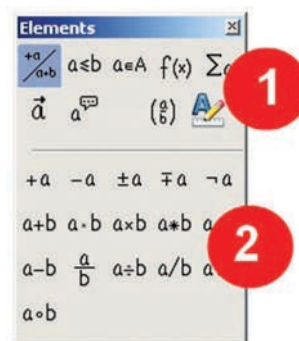 Elements
+a/a+b a≤b a∈A f(x)
a⃗ a (a/b) A
1
+a −a ±a ∓a ¬a
a+b a·b a×b a∗b
2
a−b a/b a÷b a/b
a∘b